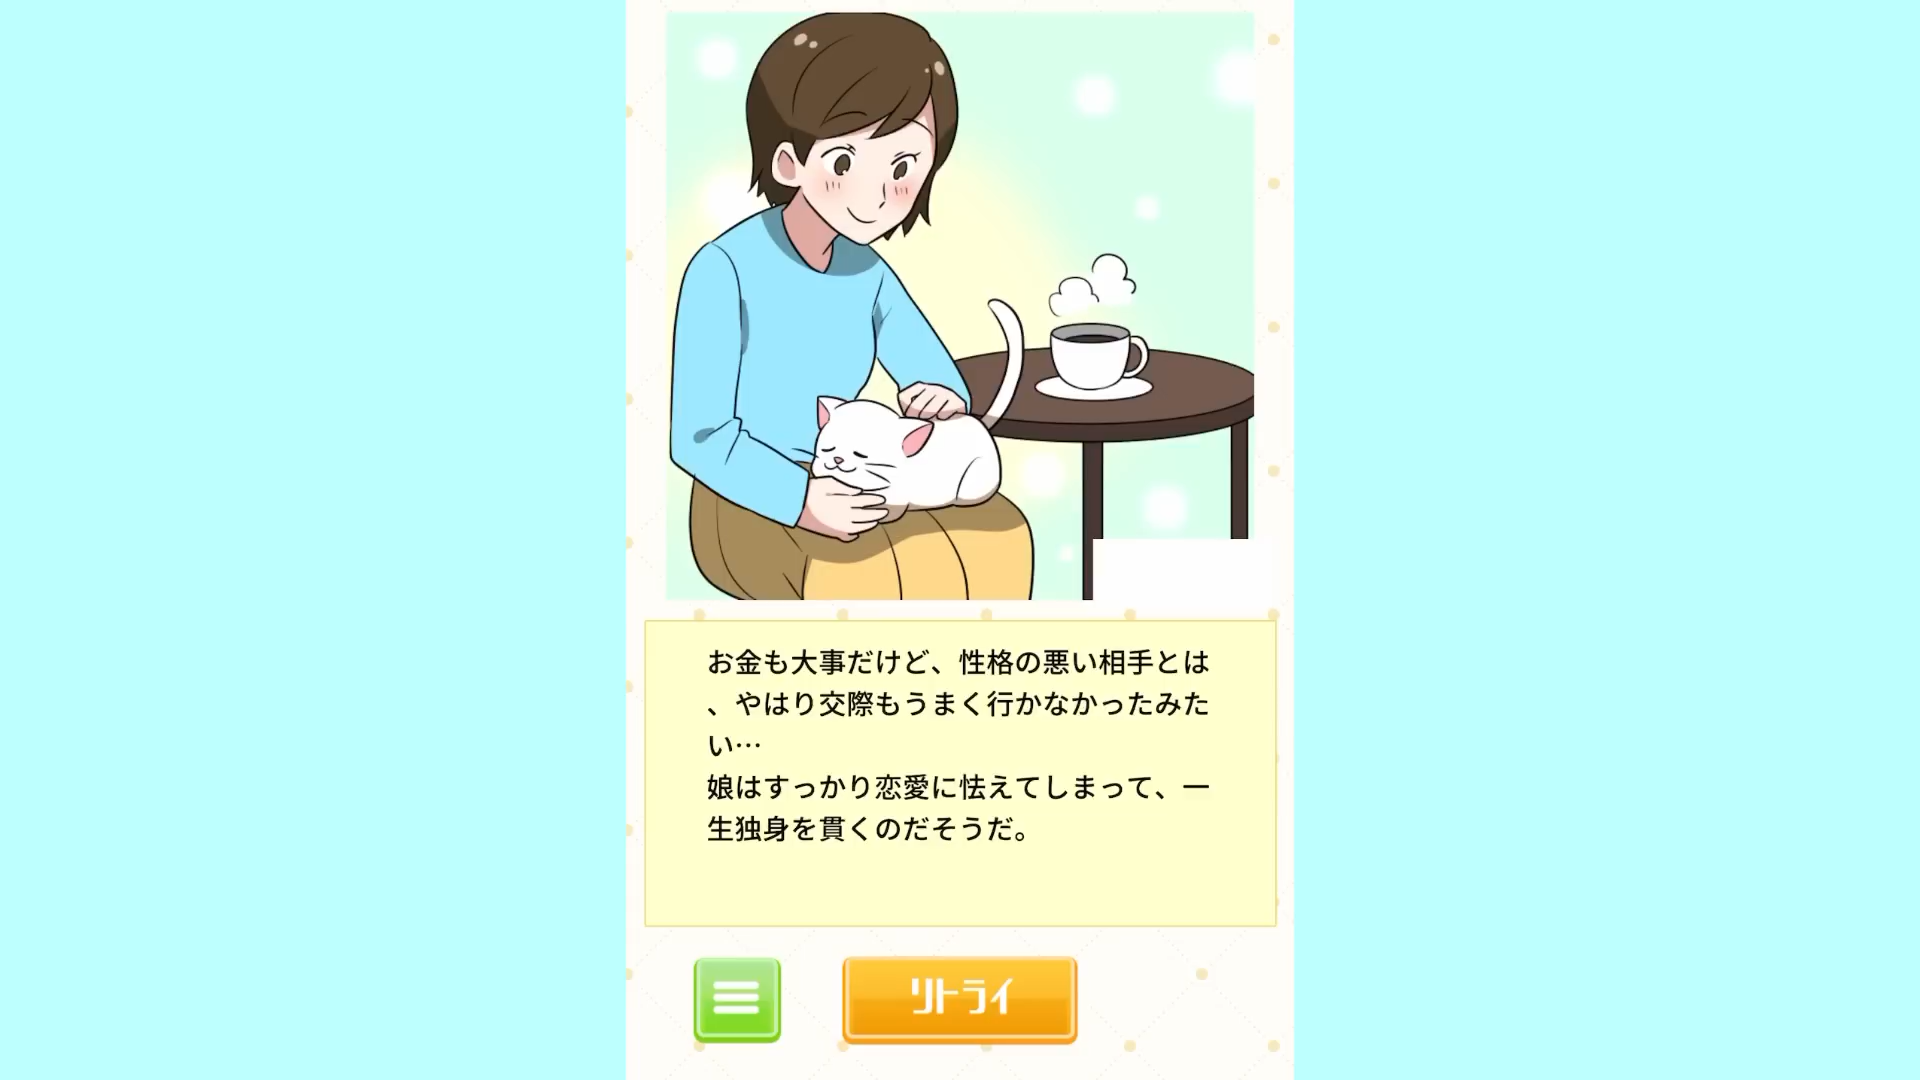 お金も大事だけど、性格の悪い相手とは
、やはり交際もうまく行かなかったみた
い…
娘はすっかり恋愛に怯えてしまって、一
生独身を貫くのだそうだ。
リトライ